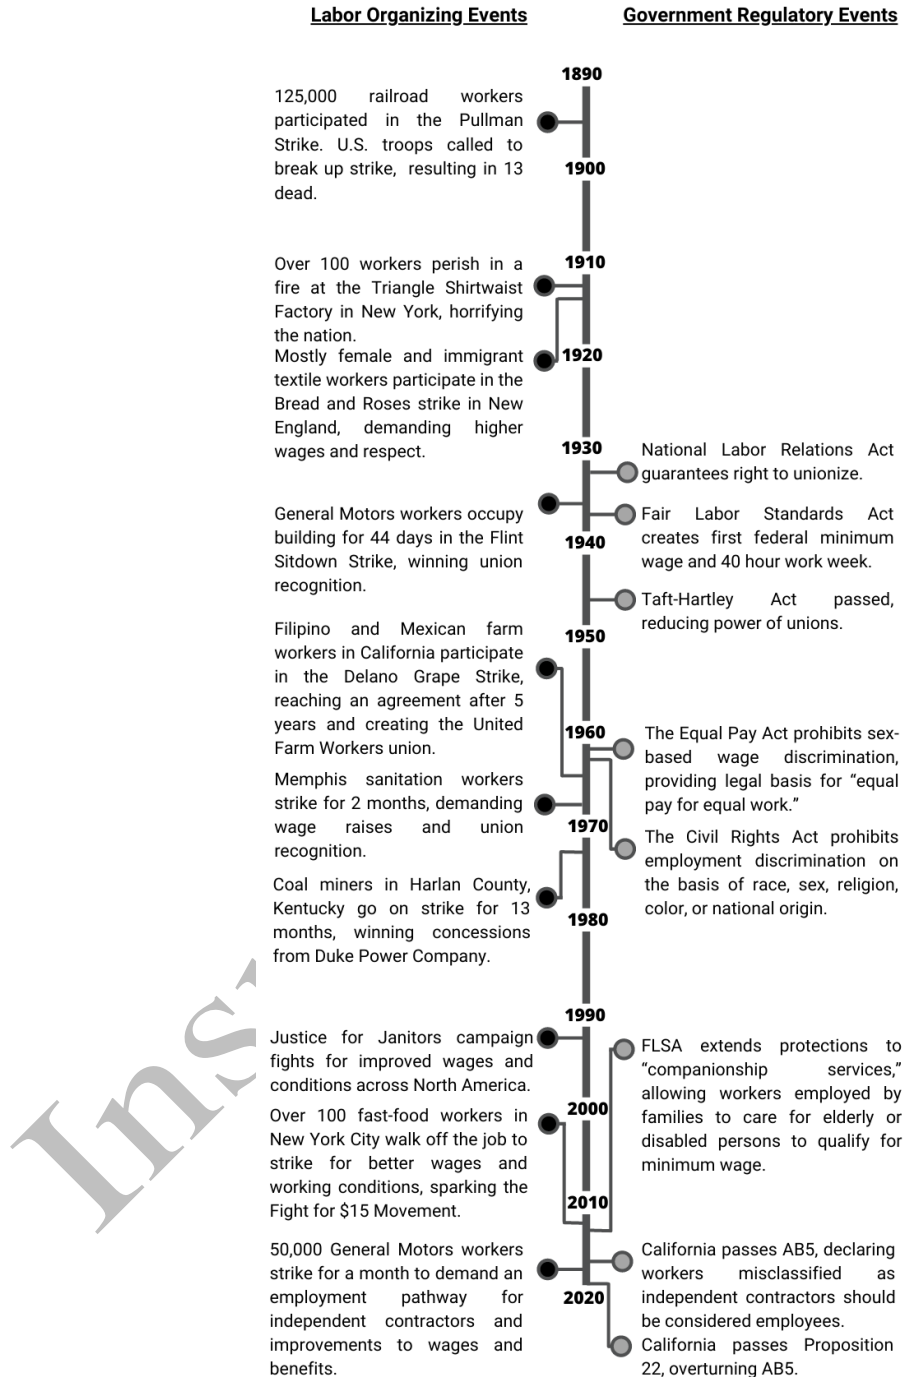 Labor Organizing Events
Government Regulatory Events
1890
125,000 railroad workers
participated in the Pullman
Strike. U.S. troops called to
break up strike, resulting in 13
dead.
1900
1910
Over 100 workers perish in a
fire at the Triangle Shirtwaist
Factory in New York, horrifying
the nation.
Mostly female and immigrant
textile workers participate in the
Bread and Roses strike in New
England, demanding higher
wages and respect.
1920
1930
National Labor Relations Act
guarantees right to unionize.
General Motors workers occupy
building for 44 days in the Flint
Sitdown Strike, winning union
recognition.
Fair Labor Standards Act
creates first federal minimum
wage and 40 hour work week.
1940
Taft-Hartley Act passed,
reducing power of unions.
1950
Filipino and Mexican farm
workers in California participate
in the Delano Grape Strike,
reaching an agreement after 5
years and creating the United
Farm Workers union.
1960
The Equal Pay Act prohibits sex-
based wage discrimination,
providing legal basis for “equal
pay for equal work.”
Memphis sanitation workers
strike for 2 months, demanding
wage raises and union
recognition.
1970
The Civil Rights Act prohibits
employment discrimination on
the basis of race, sex, religion,
color, or national origin.
Coal miners in Harlan County,
Kentucky go on strike for 13
months, winning concessions
from Duke Power Company.
1980
1990
Justice for Janitors campaign
fights for improved wages and
conditions across North America.
FLSA extends protections to
“companionship services,”
allowing workers employed by
families to care for elderly or
disabled persons to qualify for
minimum wage.
2000
Over 100 fast-food workers in
New York City walk off the job to
strike for better wages and
working conditions, sparking the
Fight for $15 Movement.
2010
50,000 General Motors workers
strike for a month to demand an
employment pathway for
independent contractors and
improvements to wages and
benefits.
California passes AB5, declaring
workers misclassified as
independent contractors should
be considered employees.
2020
California passes Proposition
22, overturning AB5.
Ins